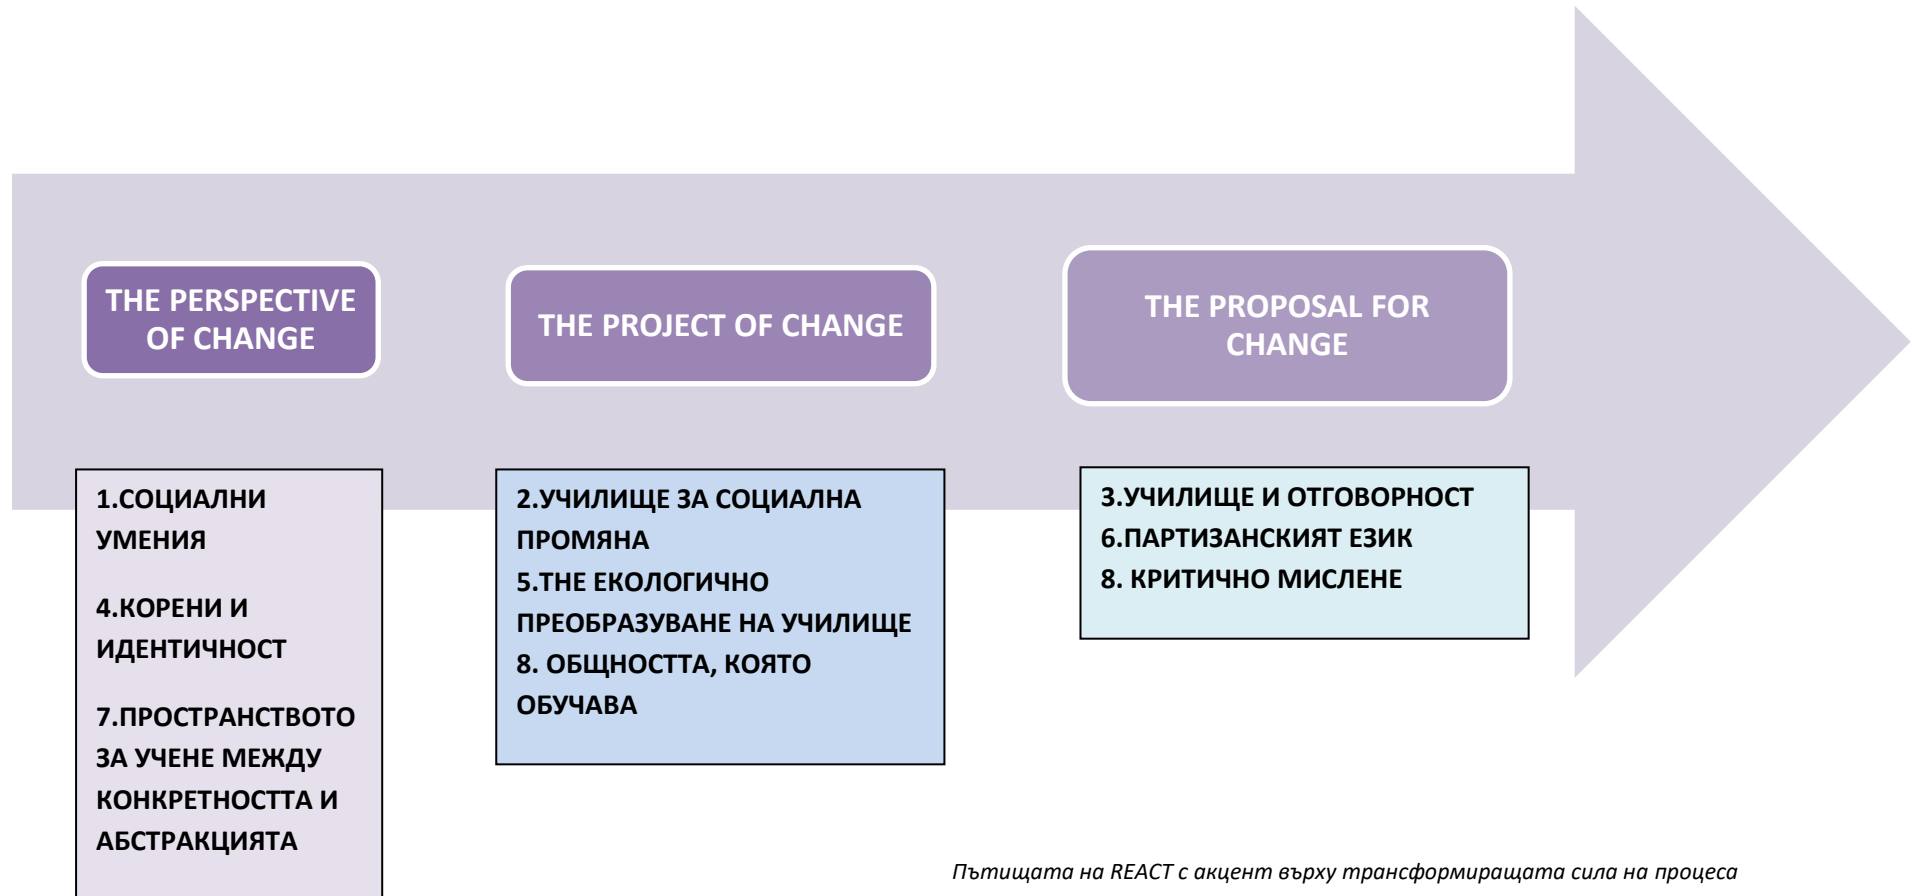 THE PERSPECTIVE
OF CHANGE
THE PROJECT OF CHANGE
THE PROPOSAL FOR
CHANGE
1.СОЦИАЛНИ
УМЕНИЯ
4.КОРЕНИ И
ИДЕНТИЧНОСТ
7.ПРОСТРАНСТВОТО
ЗА УЧЕНЕ МЕЖДУ
КОНКРЕТНОСТТА И
АБСТРАКЦИЯТА
2.УЧИЛИЩЕ ЗА СОЦИАЛНА
ПРОМЯНА
5.THE ЕКОЛОГИЧНО
ПРЕОБРАЗУВАНЕ НА УЧИЛИЩЕ
8. ОБЩНОСТТА, КОЯТО
ОБУЧАВА
3.УЧИЛИЩЕ И ОТГОВОРНОСТ
6.ПАРТИЗАНСКИЯТ ЕЗИК
8. КРИТИЧНО МИСЛЕНЕ
Пътищата на REACT с акцент върху трансформиращата сила на процеса